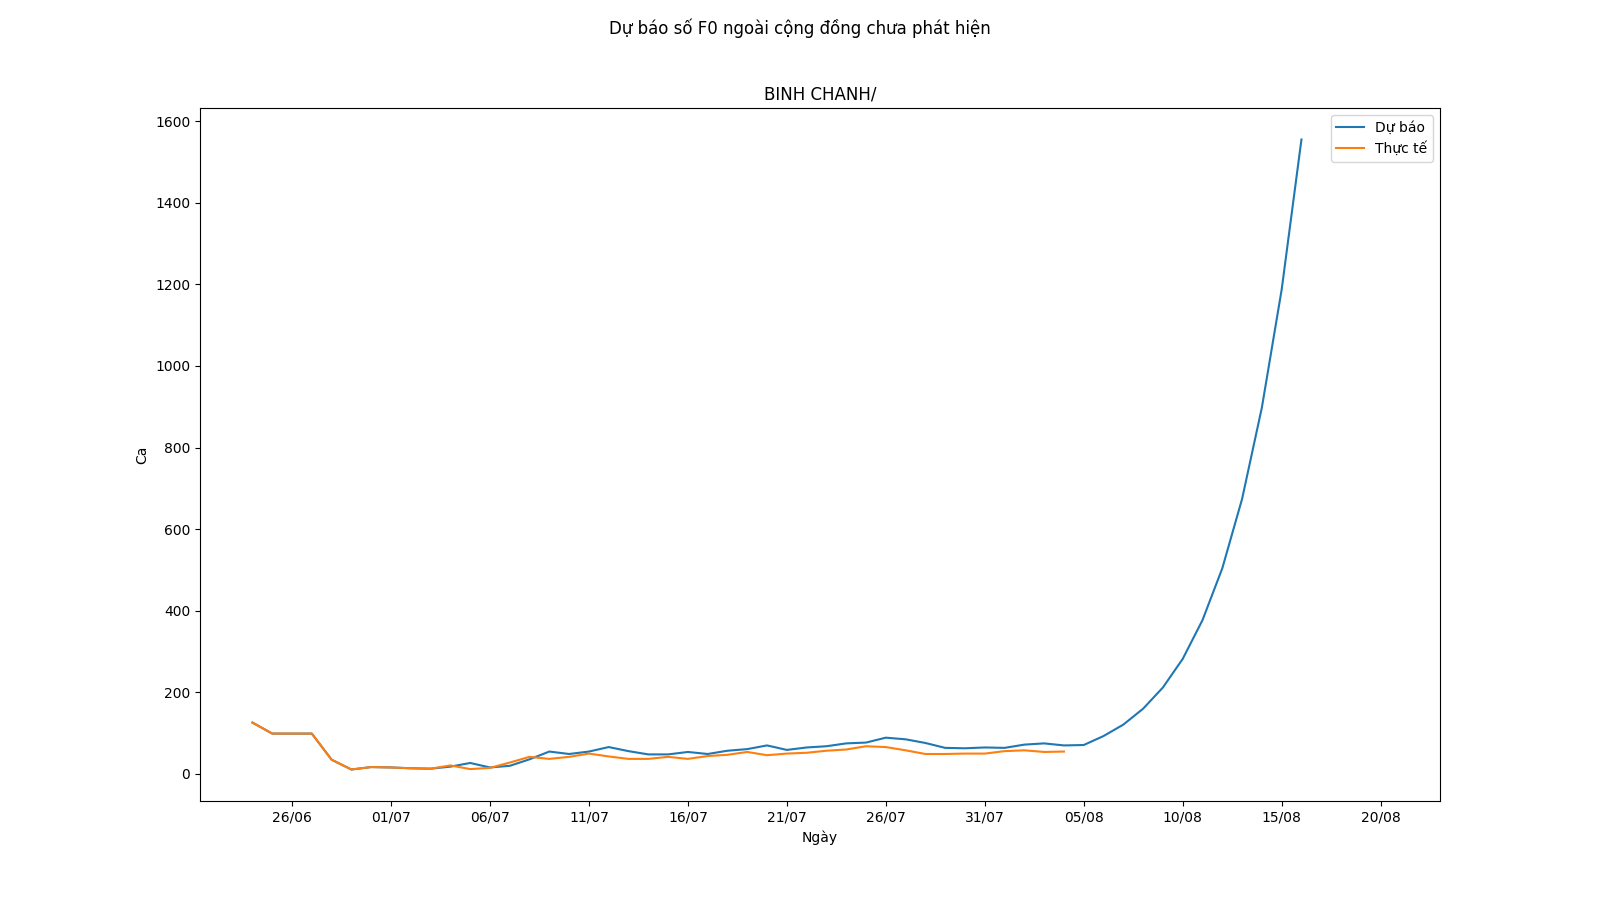 Dự báo số F0 ngoài cộng đồng chưa phát hiện
BINH CHANH/
1600
1400
1200
1000
800
600
400
200
0
Ca
Dự báo
Thực tế
26/06 01/07 06/07 11/07 16/07 21/07 26/07 31/07 05/08 10/08 15/08 20/08
Ngày